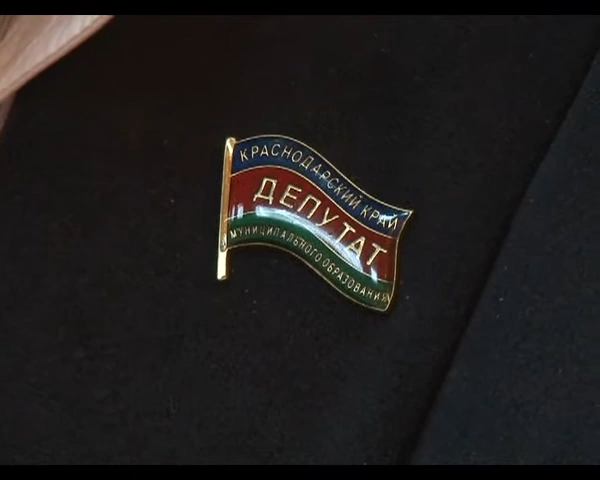 КРАСНОДАРСКИЙ КРАЙ
ДЕПУТАТ
МУНИЦИПАЛЬНОГО ОБРАЗОВАНИЯ